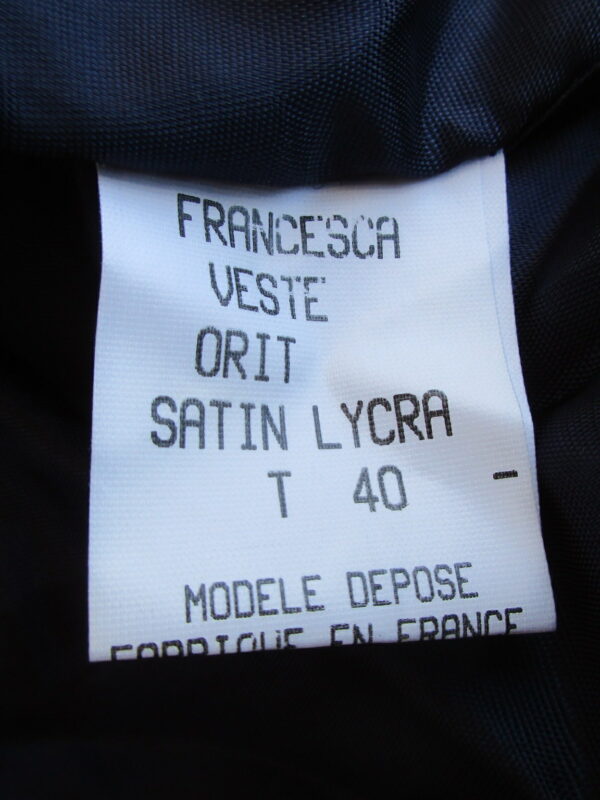 FRANCESCA
VESTE
ORIT
SATIN LYCRA
T 40 -
MODELE DEPOSE
FABRIQUE EN FRANCE